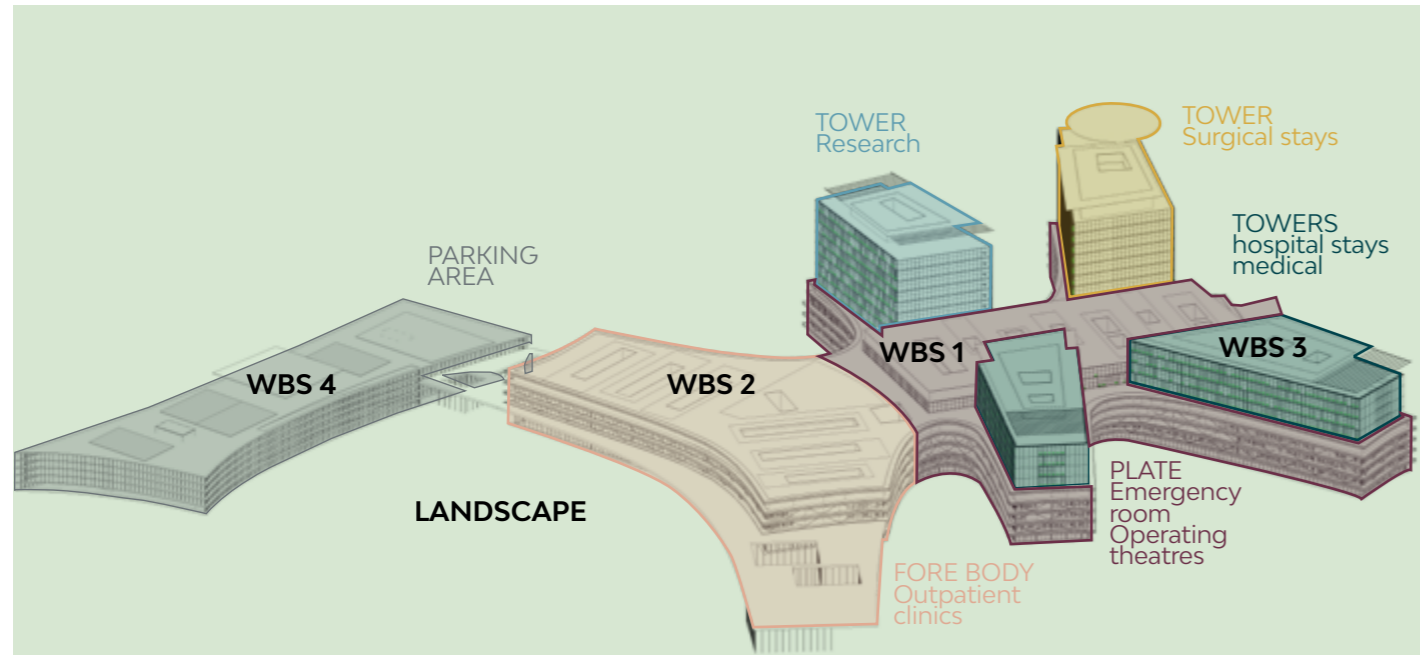 TOWER
Research
TOWER
Surgical stays
TOWERS
hospital stays
medical
PARKING
AREA
WBS 1
WBS 3
WBS 4
WBS 2
LANDSCAPE
PLATE
Emergency
room
Operating
theatres
FORE BODY
Outpatient
clinics